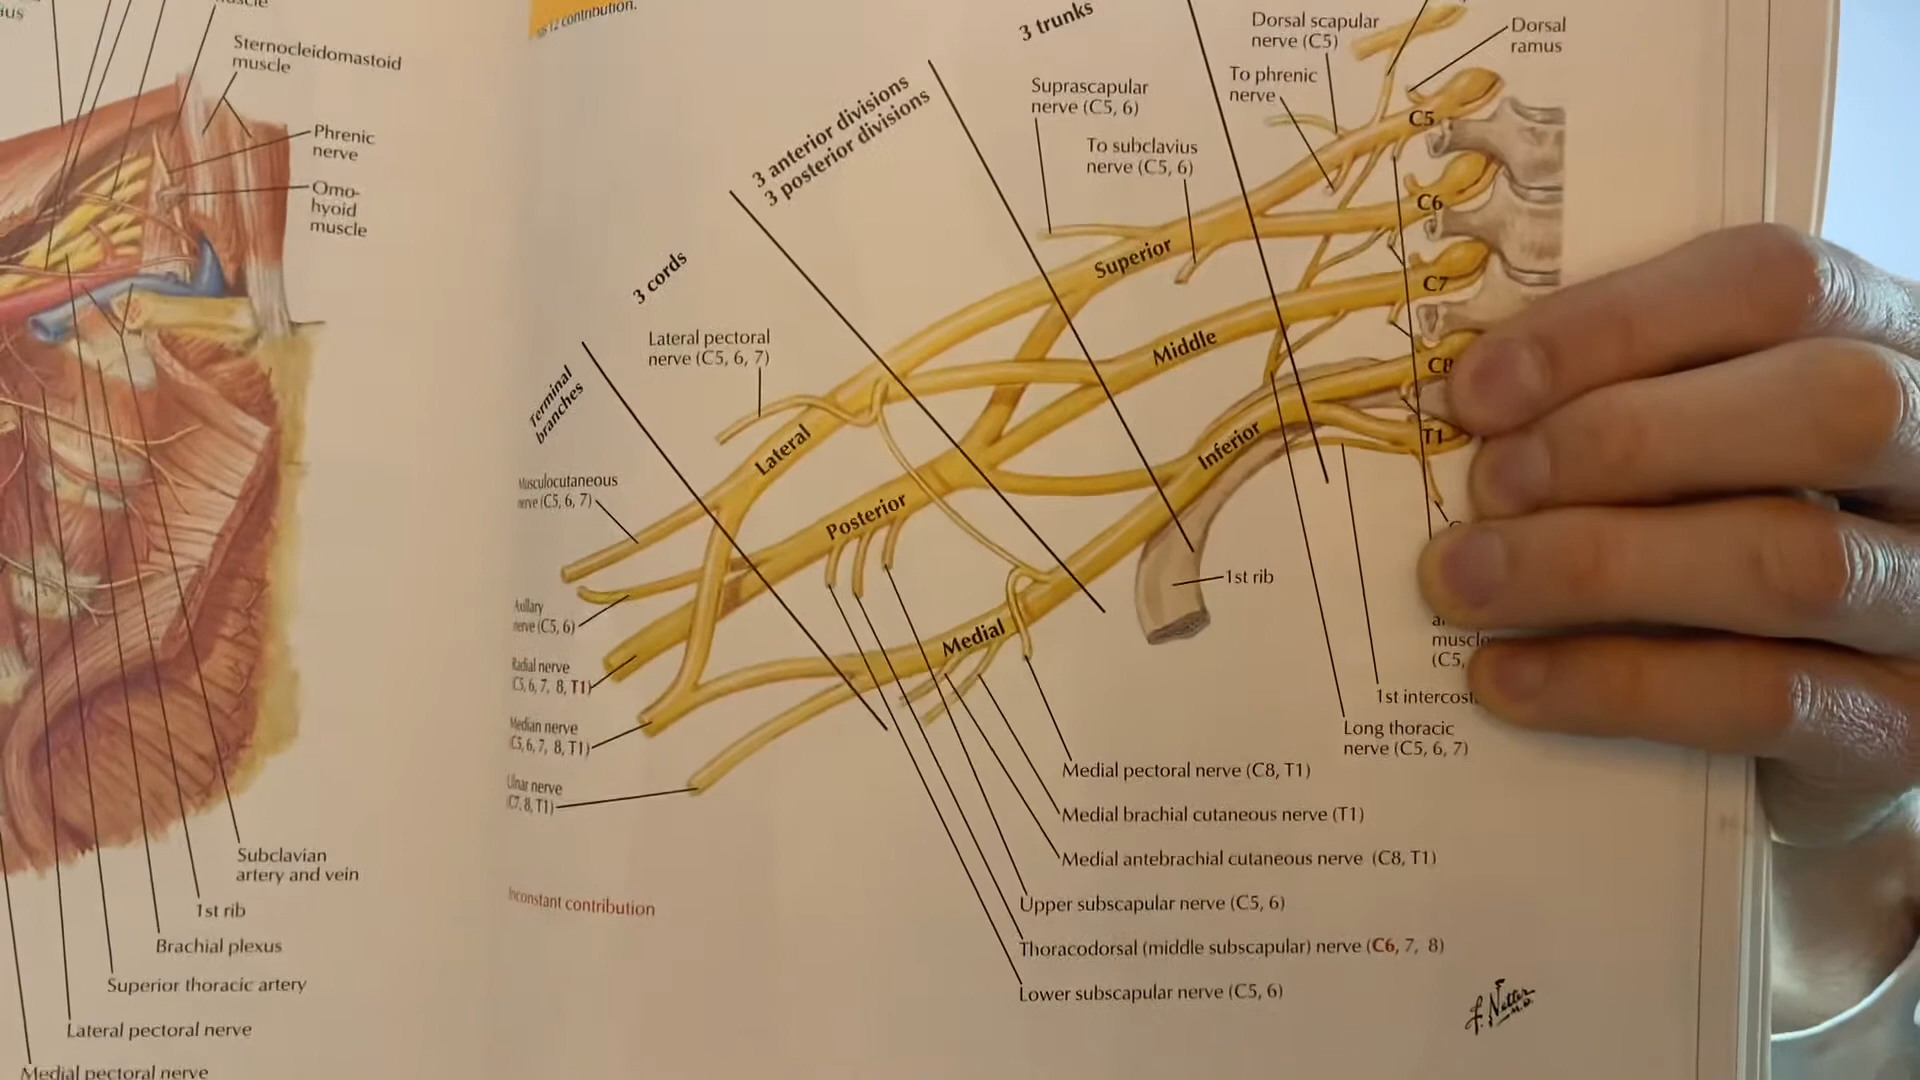 Sternocleidomastoid
muscle
Phrenic
nerve
Omo-
hyoid
muscle
Subclavian
artery and vein
1st rib
Brachial plexus
Superior thoracic artery
Lateral pectoral nerve
Medial pectoral nerve
contribution.
3 trunks
3 anterior divisions
3 posterior divisions
3 cords
Terminal
branches
Dorsal scapular
nerve (C5)
To phrenic
nerve
Dorsal
ramus
Suprascapular
nerve (C5, 6)
To subclavius
nerve (C5, 6)
Lateral pectoral
nerve (C5, 6, 7)
C5
C6
C7
C8
T1
Superior
Middle
Inferior
Lateral
Posterior
Medial
Musculocutaneous
nerve (C5, 6, 7)
Axillary
nerve (C5, 6)
Radial nerve
(C5, 6, 7, 8, T1)
Median nerve
(C5, 6, 7, 8, T1)
Ulnar nerve
(C7, 8, T1)
1st rib
muscle
(C5,
1st intercost
Long thoracic
nerve (C5, 6, 7)
Medial pectoral nerve (C8, T1)
Medial brachial cutaneous nerve (T1)
Medial antebrachial cutaneous nerve (C8, T1)
Upper subscapular nerve (C5, 6)
Thoracodorsal (middle subscapular) nerve (C6, 7, 8)
Lower subscapular nerve (C5, 6)
Inconstant contribution
F. Netter
M.D.